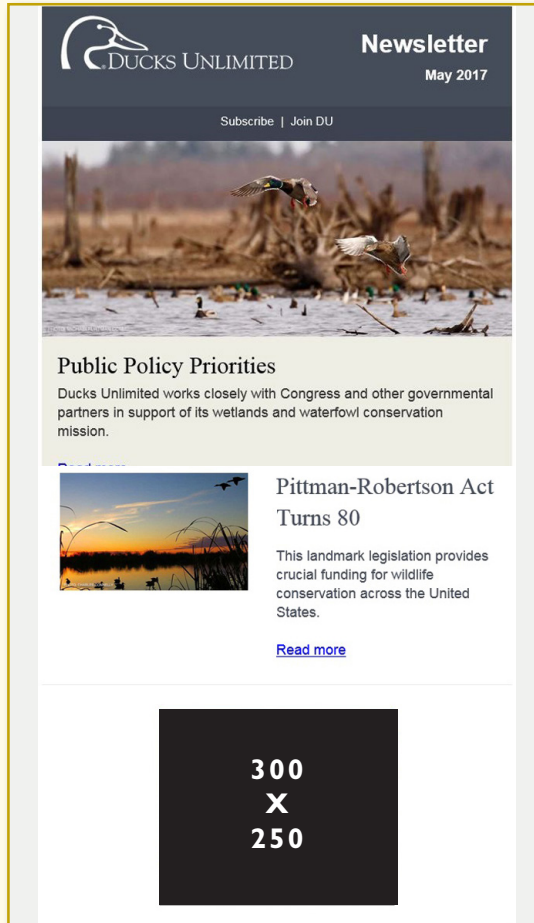 DUCKS UNLIMITED
Newsletter
May 2017
Subscribe | Join DU
Public Policy Priorities
Ducks Unlimited works closely with Congress and other governmental
partners in support of its wetlands and waterfowl conservation
mission.
Read more
Pittman-Robertson Act
Turns 80
This landmark legislation provides
crucial funding for wildlife
conservation across the United
States.
Read more
300
X
250